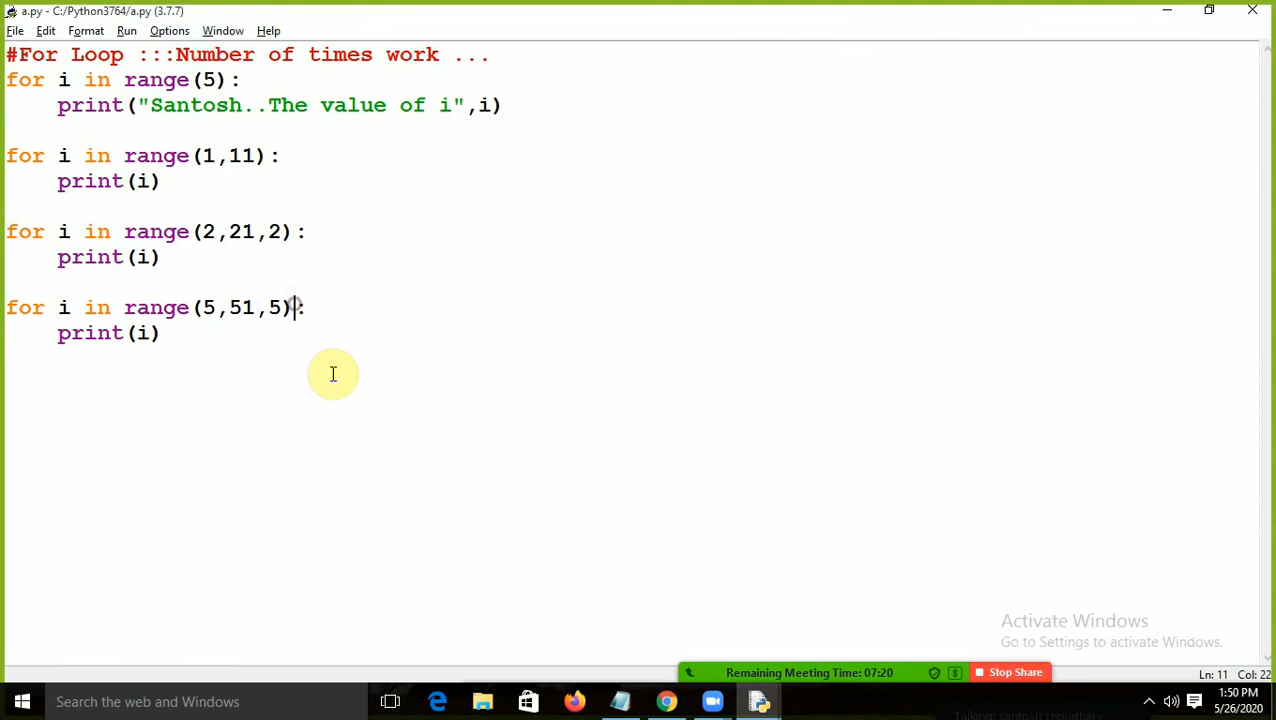 a.py - C:/Python3764/a.py (3.7.7)
File Edit Format Run Options Window Help
#For Loop :::Number of times work ...
for i in range(5):
    print("Santosh..The value of i",i)
for i in range(1,11):
    print(i)
for i in range(2,21,2):
    print(i)
for i in range(5,51,5):
    print(i)
Activate Windows
Go to Settings to activate Windows.
Remaining Meeting Time: 07:20 Stop Share
Ln: 11 Col: 22
Search the web and Windows
1:50 PM
5/26/2020
Talking: santosh choudhary